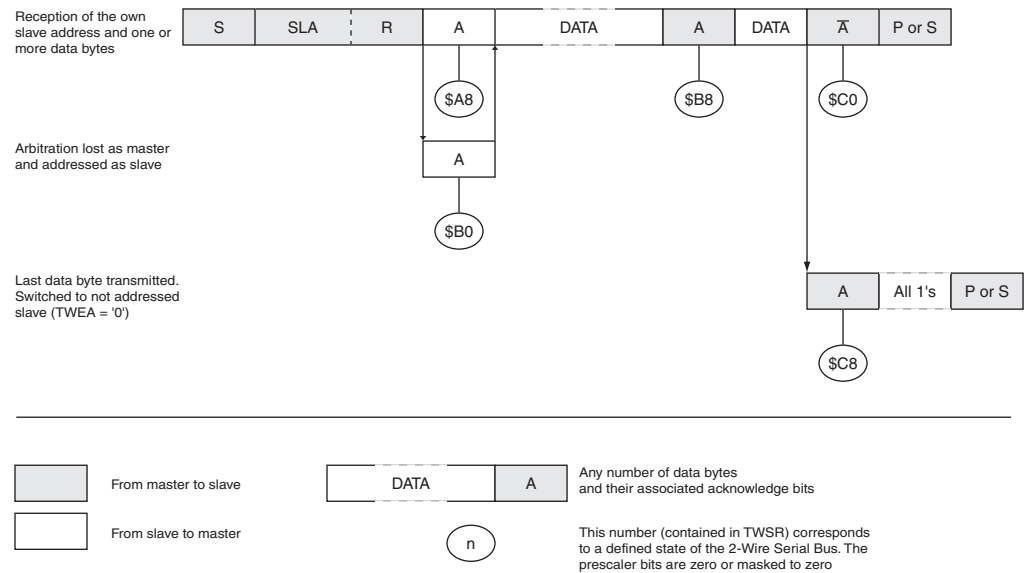 Reception of the own
slave address and one or
more data bytes
S SLA R A DATA A DATA A̅ P or S
$A8 $B8 $C0
Arbitration lost as master
and addressed as slave
A
$B0
Last data byte transmitted.
Switched to not addressed
slave (TWEA = '0')
A All 1's P or S
$C8
From master to slave
DATA A
Any number of data bytes
and their associated acknowledge bits
From slave to master
n
This number (contained in TWSR) corresponds
to a defined state of the 2-Wire Serial Bus. The
prescaler bits are zero or masked to zero